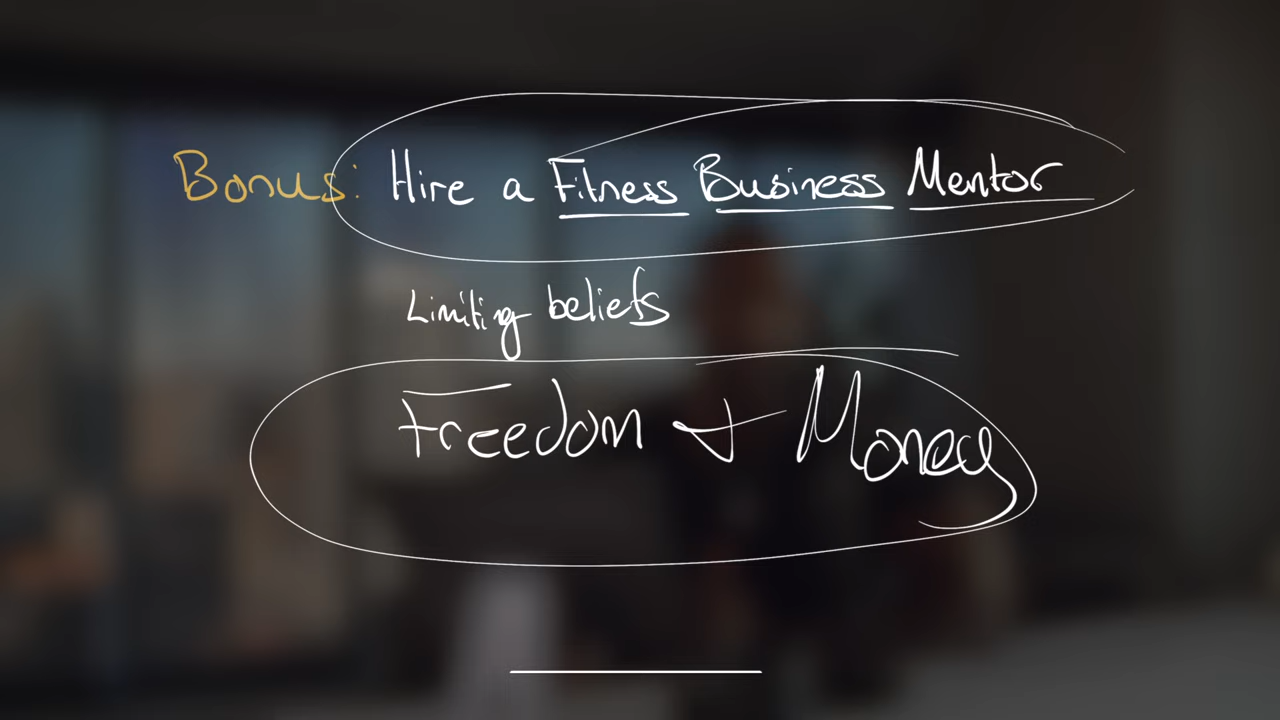 Bonus: Hire a Fitness Business Mentor
Limiting beliefs
Freedom + Money